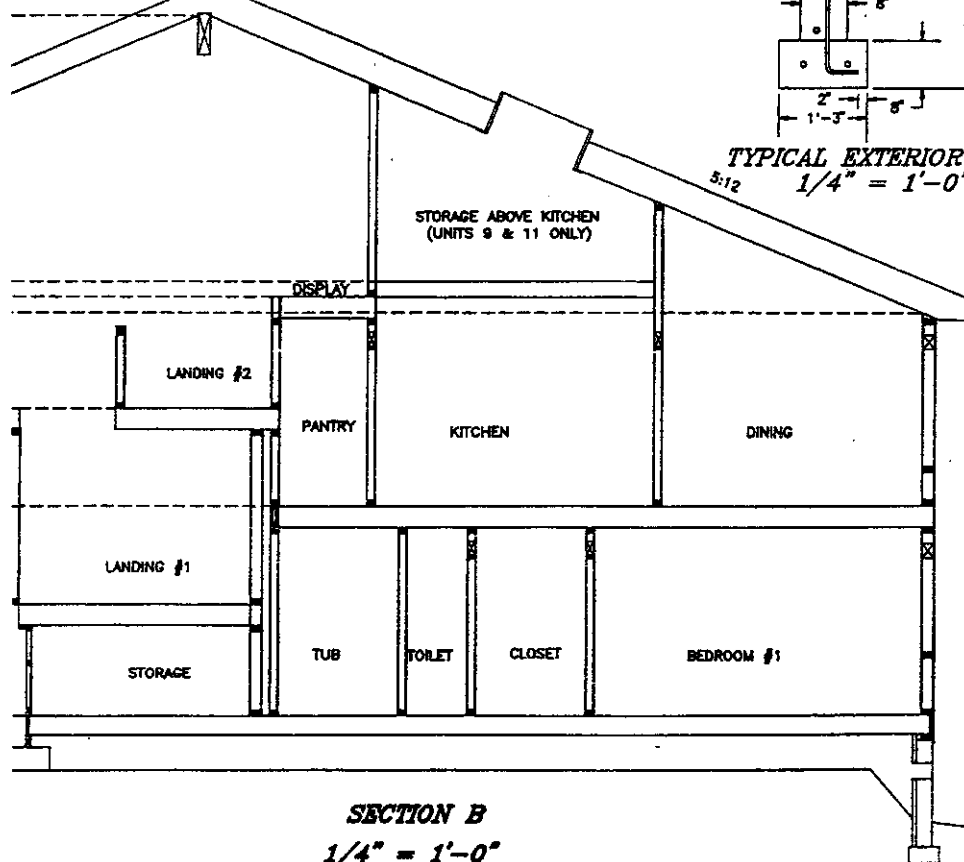 6"
2"
8"
1'-3"
TYPICAL EXTERIOR
1/4" = 1'-0"
5:12
STORAGE ABOVE KITCHEN
(UNITS 9 & 11 ONLY)
DISPLAY
LANDING #2
PANTRY
KITCHEN
DINING
LANDING #1
STORAGE
TUB
TOILET
CLOSET
BEDROOM #1
SECTION B
1/4" = 1'-0"